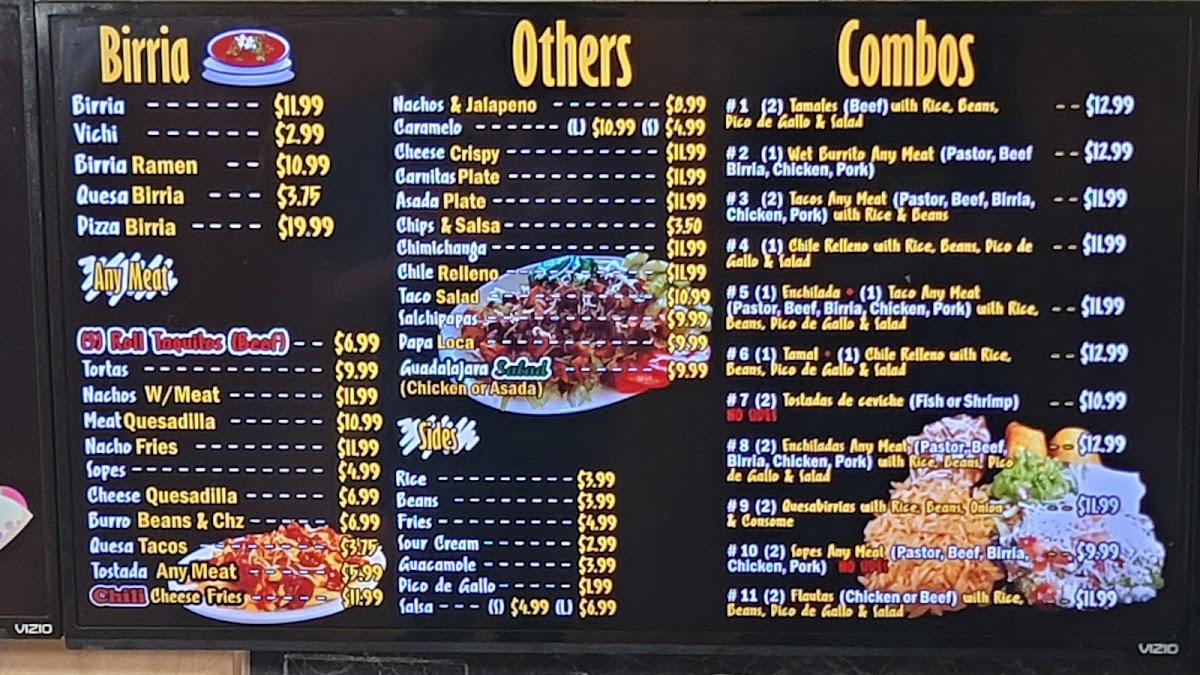 Birria
Birria ------ $11.99
Vichi ------ $2.99
Birria Ramen -- $10.99
Quesa Birria --- $3.75
Pizza Birria ----- $19.99
Any Meat
Roll Taquitos (Beef) -- $6.99
Tortas ---------- $9.99
Nachos W/Meat ----- $11.99
Meat Quesadilla ----- $10.99
Nacho Fries ------- $11.99
Sopes ------------- $4.99
Cheese Quesadilla ---- $6.99
Burro Beans & Chz ---- $6.99
Quesa Tacos ------- $3.75
Tostada Any Meat ----- $5.99
Chili Cheese Fries ----- $11.99
Others
Nachos & Jalapeno ------- $8.99
Caramelo ------ (L) $10.99 (S) $4.99
Cheese Crispy ---------- $11.99
Carnitas Plate ---------- $11.99
Asada Plate ----------- $11.99
Chips & Salsa ---------- $3.50
Chimichanga ----------- $11.99
Chile Relleno ---------- $11.99
Taco Salad ----------- $10.99
Salchipapas ----------- $9.99
Papa Loca ------------ $9.99
Guadalajara Salad ------- $9.99
(Chicken or Asada)
Sides
Rice --------- $3.99
Beans --------- $3.99
Fries ---------- $4.99
Sour Cream ------- $2.99
Guacamole ------- $3.99
Pico de Gallo ------ $1.99
Salsa --- (S) $4.99 (L) $6.99
Combos
#1 (2) Tamales (Beef) with Rice, Beans, -- $12.99
Pico de Gallo & Salad
#2 (1) Wet Burrito Any Meat (Pastor, Beef -- $12.99
Birria, Chicken, Pork)
#3 (2) Tacos Any Meat (Pastor, Beef, Birria, -- $11.99
Chicken, Pork) with Rice & Beans
#4 (1) Chile Relleno with Rice, Beans, Pico de -- $11.99
Gallo & Salad
#5 (1) Enchilada • (1) Taco Any Meat
(Pastor, Beef, Birria, Chicken, Pork) with Rice, -- $11.99
Beans, Pico de Gallo & Salad
#6 (1) Tamal • (1) Chile Relleno with Rice, -- $12.99
Beans, Pico de Gallo & Salad
#7 (2) Tostadas de ceviche (Fish or Shrimp) -- $10.99
NO SIDES
#8 (2) Enchiladas Any Meat (Pastor, Beef, -- $12.99
Birria, Chicken, Pork) with Rice, Beans, Pico
de Gallo & Salad
#9 (2) Quesabirrias with Rice, Beans, Onion -- $11.99
& Consome
#10 (2) Sopes Any Meat (Pastor, Beef, Birria, -- $9.99
Chicken, Pork) NO SIDES
#11 (2) Flautas (Chicken or Beef) with Rice, -- $11.99
Beans, Pico de Gallo & Salad
VIZIO
VIZIO